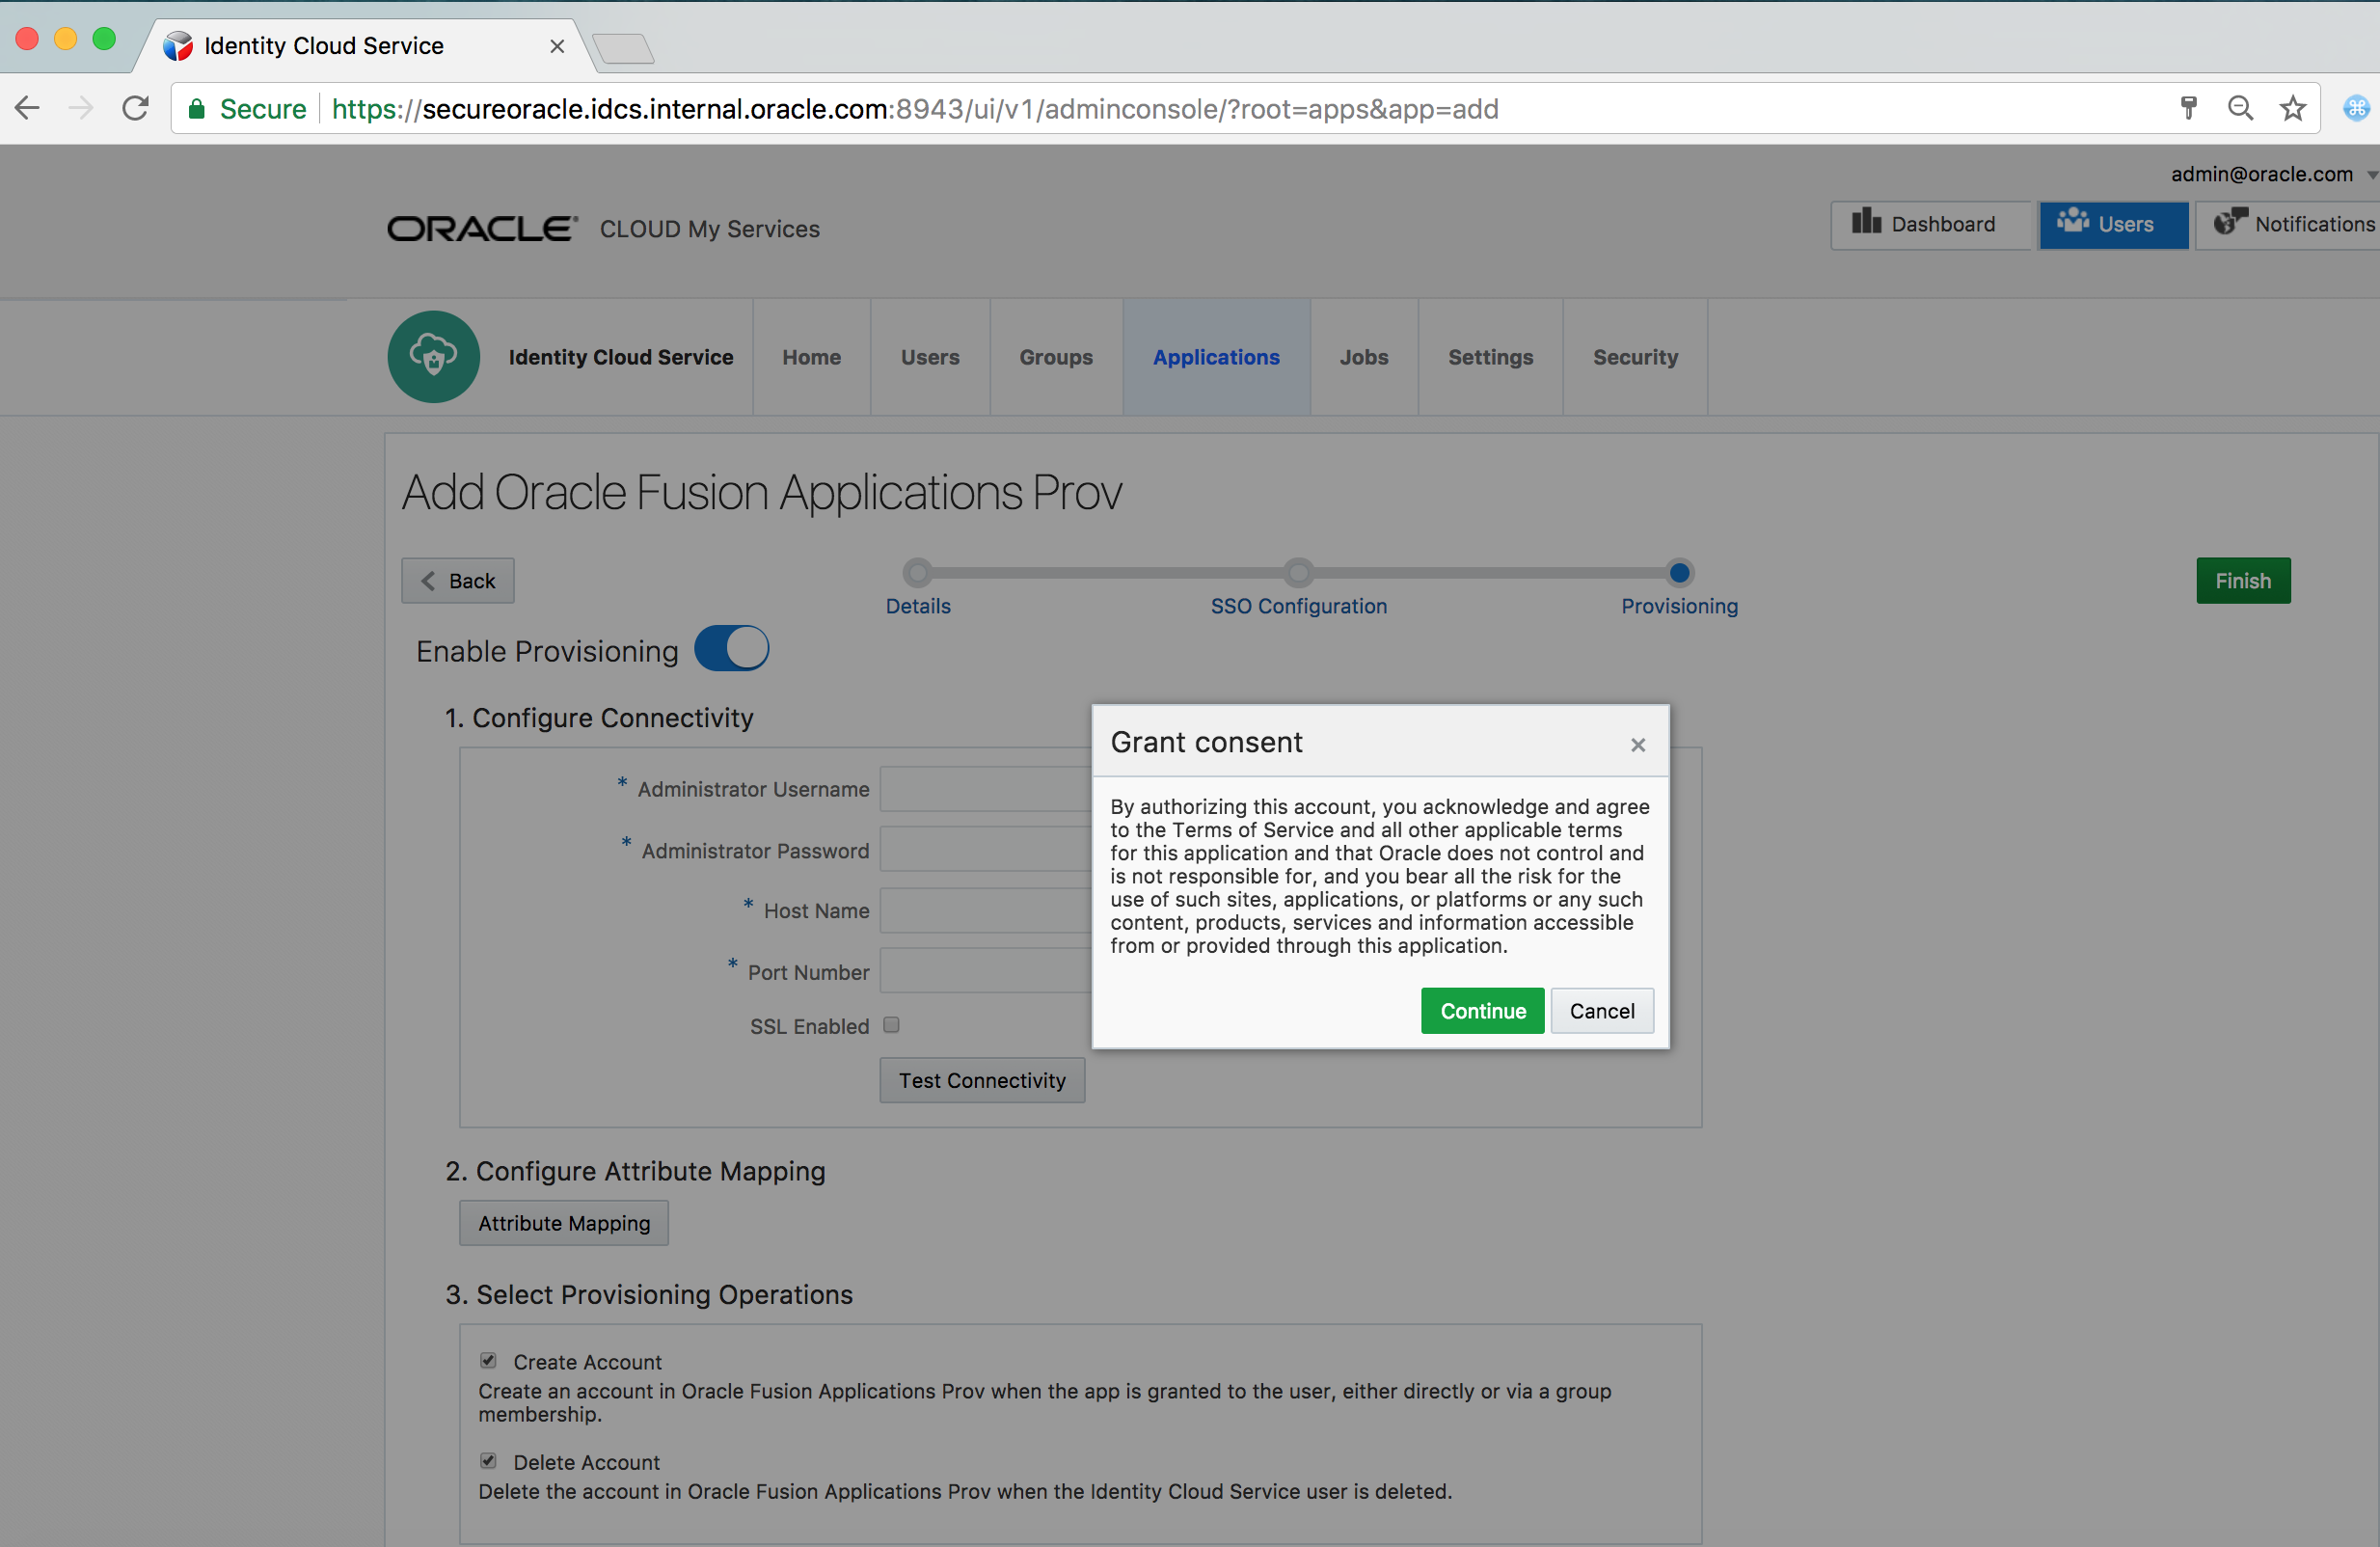 Identity Cloud Service
Secure https://secureoracle.idcs.internal.oracle.com:8943/ui/v1/adminconsole/?root=apps&app=add
admin@oracle.com
ORACLE® CLOUD My Services
Dashboard
Users
Notifications
Identity Cloud Service
Home
Users
Groups
Applications
Jobs
Settings
Security
Add Oracle Fusion Applications Prov
Back
Details
SSO Configuration
Provisioning
Finish
Enable Provisioning
1. Configure Connectivity
* Administrator Username
* Administrator Password
* Host Name
* Port Number
SSL Enabled
Test Connectivity
Grant consent
By authorizing this account, you acknowledge and agree
to the Terms of Service and all other applicable terms
for this application and that Oracle does not control and
is not responsible for, and you bear all the risk for the
use of such sites, applications, or platforms or any such
content, products, services and information accessible
from or provided through this application.
Continue
Cancel
2. Configure Attribute Mapping
Attribute Mapping
3. Select Provisioning Operations
Create Account
Create an account in Oracle Fusion Applications Prov when the app is granted to the user, either directly or via a group
membership.
Delete Account
Delete the account in Oracle Fusion Applications Prov when the Identity Cloud Service user is deleted.